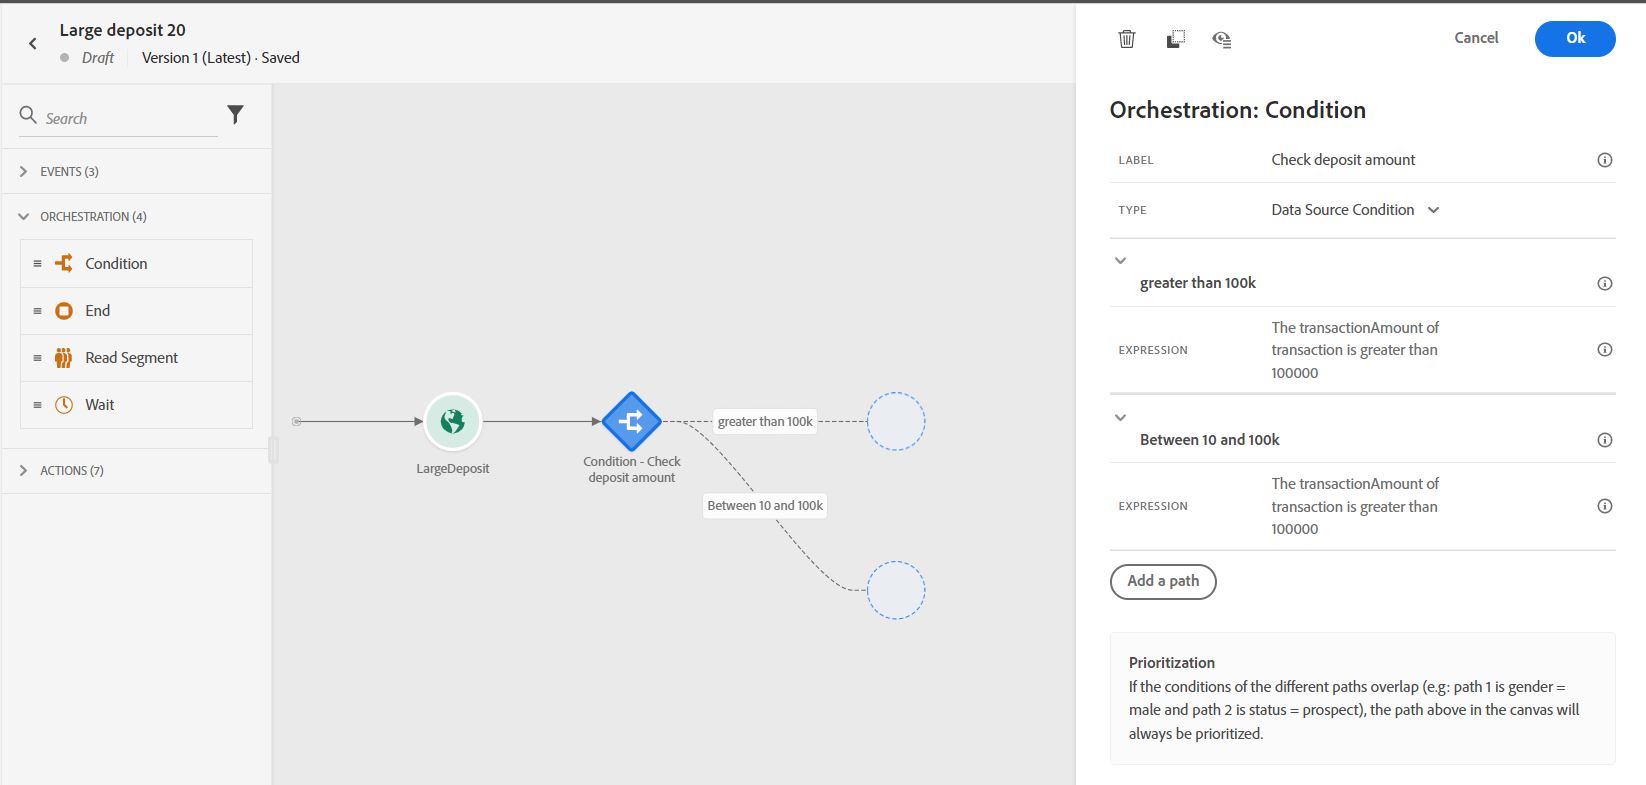 Large deposit 20
Draft
Version 1 (Latest) · Saved
Search
EVENTS (3)
ORCHESTRATION (4)
Condition
End
Read Segment
Wait
ACTIONS (7)
LargeDeposit
Condition - Check
deposit amount
greater than 100k
Between 10 and 100k
Cancel
Ok
Orchestration: Condition
LABEL
Check deposit amount
TYPE
Data Source Condition
greater than 100k
EXPRESSION
The transactionAmount of
transaction is greater than
100000
Between 10 and 100k
EXPRESSION
The transactionAmount of
transaction is greater than
100000
Add a path
Prioritization
If the conditions of the different paths overlap (e.g: path 1 is gender =
male and path 2 is status = prospect), the path above in the canvas will
always be prioritized.